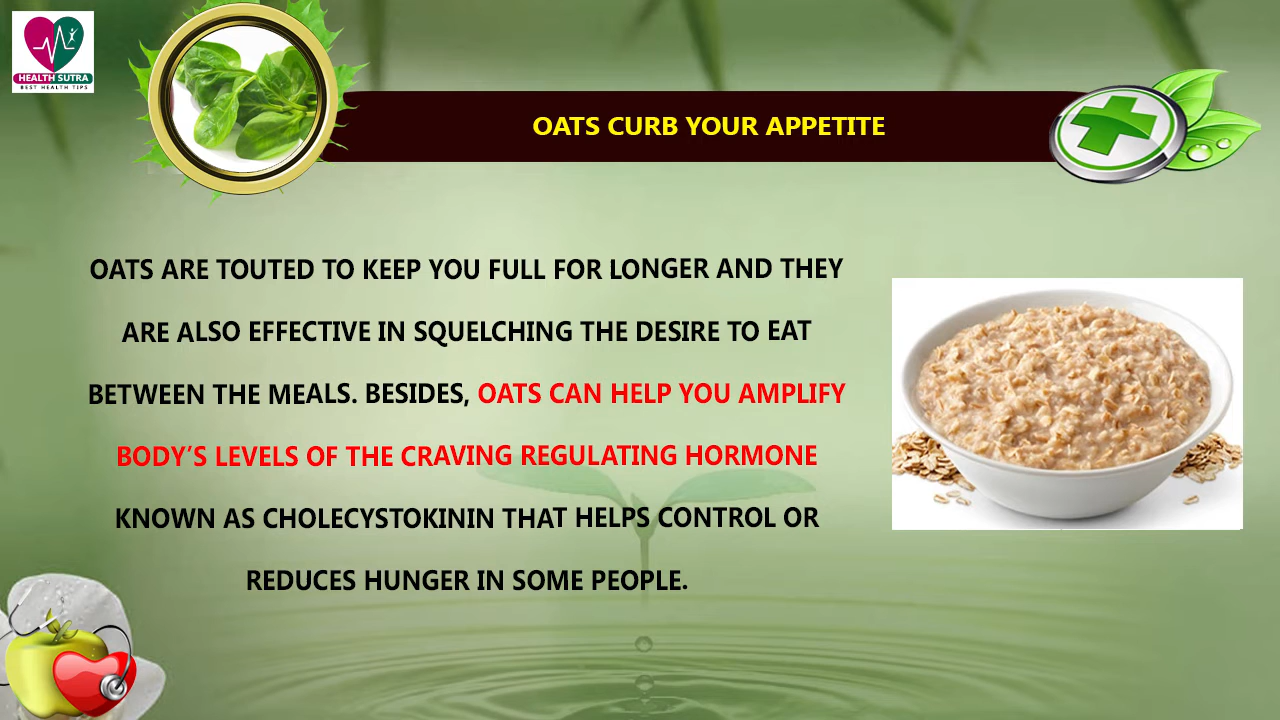 HEALTH SUTRA
BEST HEALTH TIPS
OATS CURB YOUR APPETITE
OATS ARE TOUTED TO KEEP YOU FULL FOR LONGER AND THEY
ARE ALSO EFFECTIVE IN SQUELCHING THE DESIRE TO EAT
BETWEEN THE MEALS. BESIDES, OATS CAN HELP YOU AMPLIFY
BODY’S LEVELS OF THE CRAVING REGULATING HORMONE
KNOWN AS CHOLECYSTOKININ THAT HELPS CONTROL OR
REDUCES HUNGER IN SOME PEOPLE.